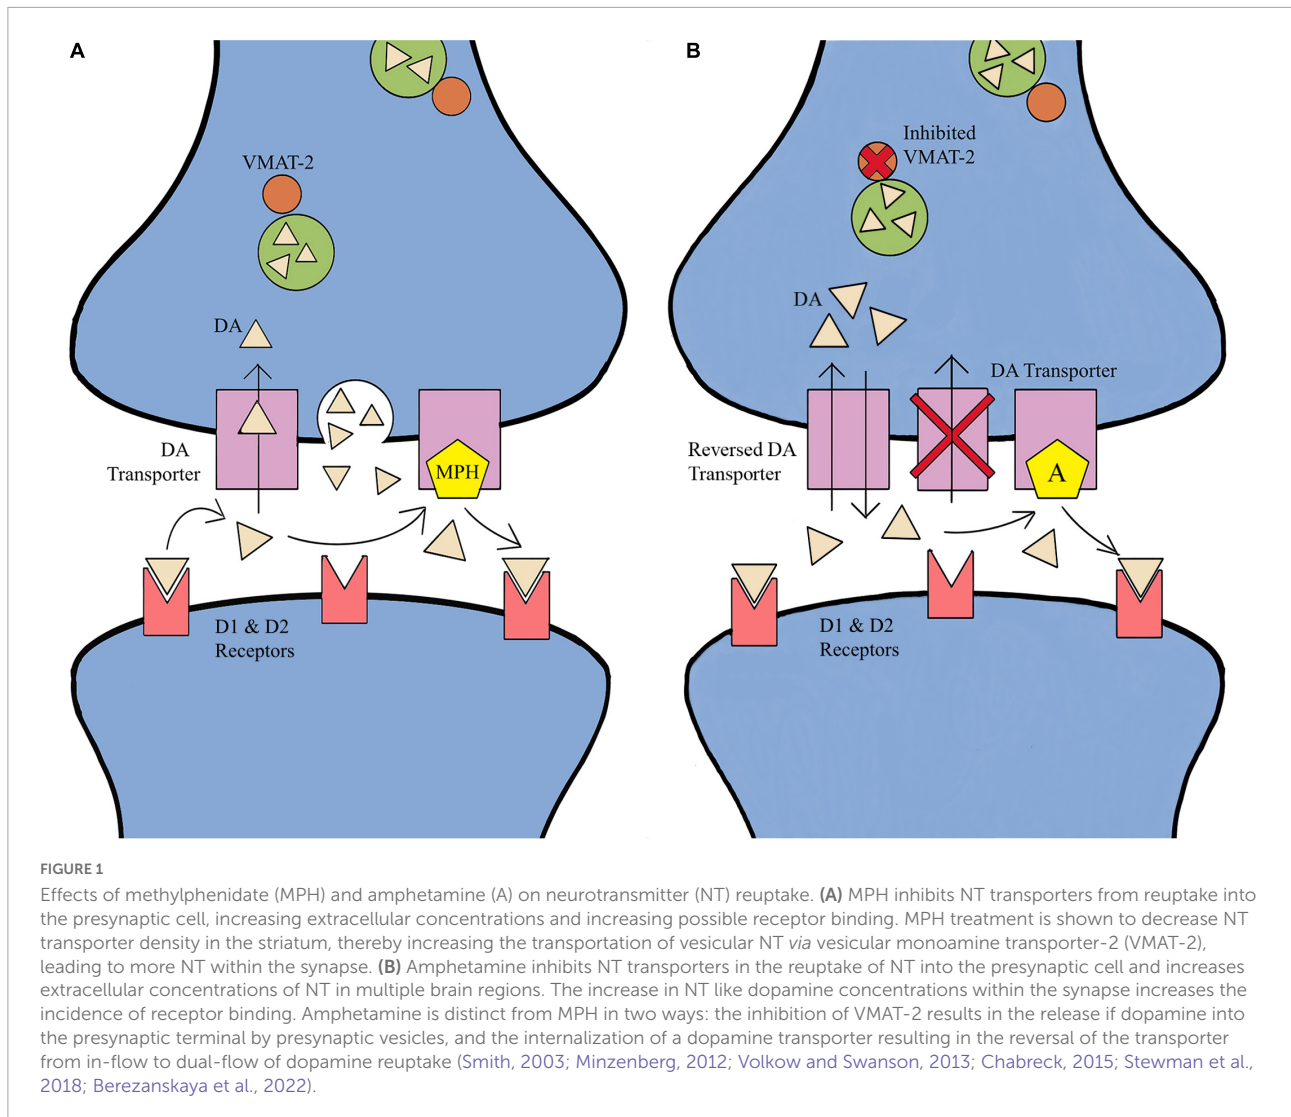 A
VMAT-2
DA
DA
Transporter
MPH
D1 & D2
Receptors
B
Inhibited
VMAT-2
DA
DA Transporter
Reversed DA
Transporter
A
D1 & D2
Receptors
FIGURE 1
Effects of methylphenidate (MPH) and amphetamine (A) on neurotransmitter (NT) reuptake. (A) MPH inhibits NT transporters from reuptake into
the presynaptic cell, increasing extracellular concentrations and increasing possible receptor binding. MPH treatment is shown to decrease NT
transporter density in the striatum, thereby increasing the transportation of vesicular NT via vesicular monoamine transporter-2 (VMAT-2),
leading to more NT within the synapse. (B) Amphetamine inhibits NT transporters in the reuptake of NT into the presynaptic cell and increases
extracellular concentrations of NT in multiple brain regions. The increase in NT like dopamine concentrations within the synapse increases the
incidence of receptor binding. Amphetamine is distinct from MPH in two ways: the inhibition of VMAT-2 results in the release if dopamine into
the presynaptic terminal by presynaptic vesicles, and the internalization of a dopamine transporter resulting in the reversal of the transporter
from in-flow to dual-flow of dopamine reuptake (Smith, 2003; Minzenberg, 2012; Volkow and Swanson, 2013; Chabreck, 2015; Stewman et al.,
2018; Berezanskaya et al., 2022).